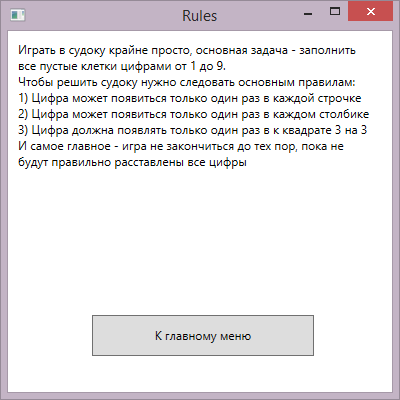 Rules
Играть в судоку крайне просто, основная задача - заполнить
все пустые клетки цифрами от 1 до 9.
Чтобы решить судоку нужно следовать основным правилам:
1) Цифра может появиться только один раз в каждой строчке
2) Цифра может появиться только один раз в каждом столбике
3) Цифра должна появлять только один раз в к квадрате 3 на 3
И самое главное - игра не закончиться до тех пор, пока не
будут правильно расставлены все цифры
К главному меню